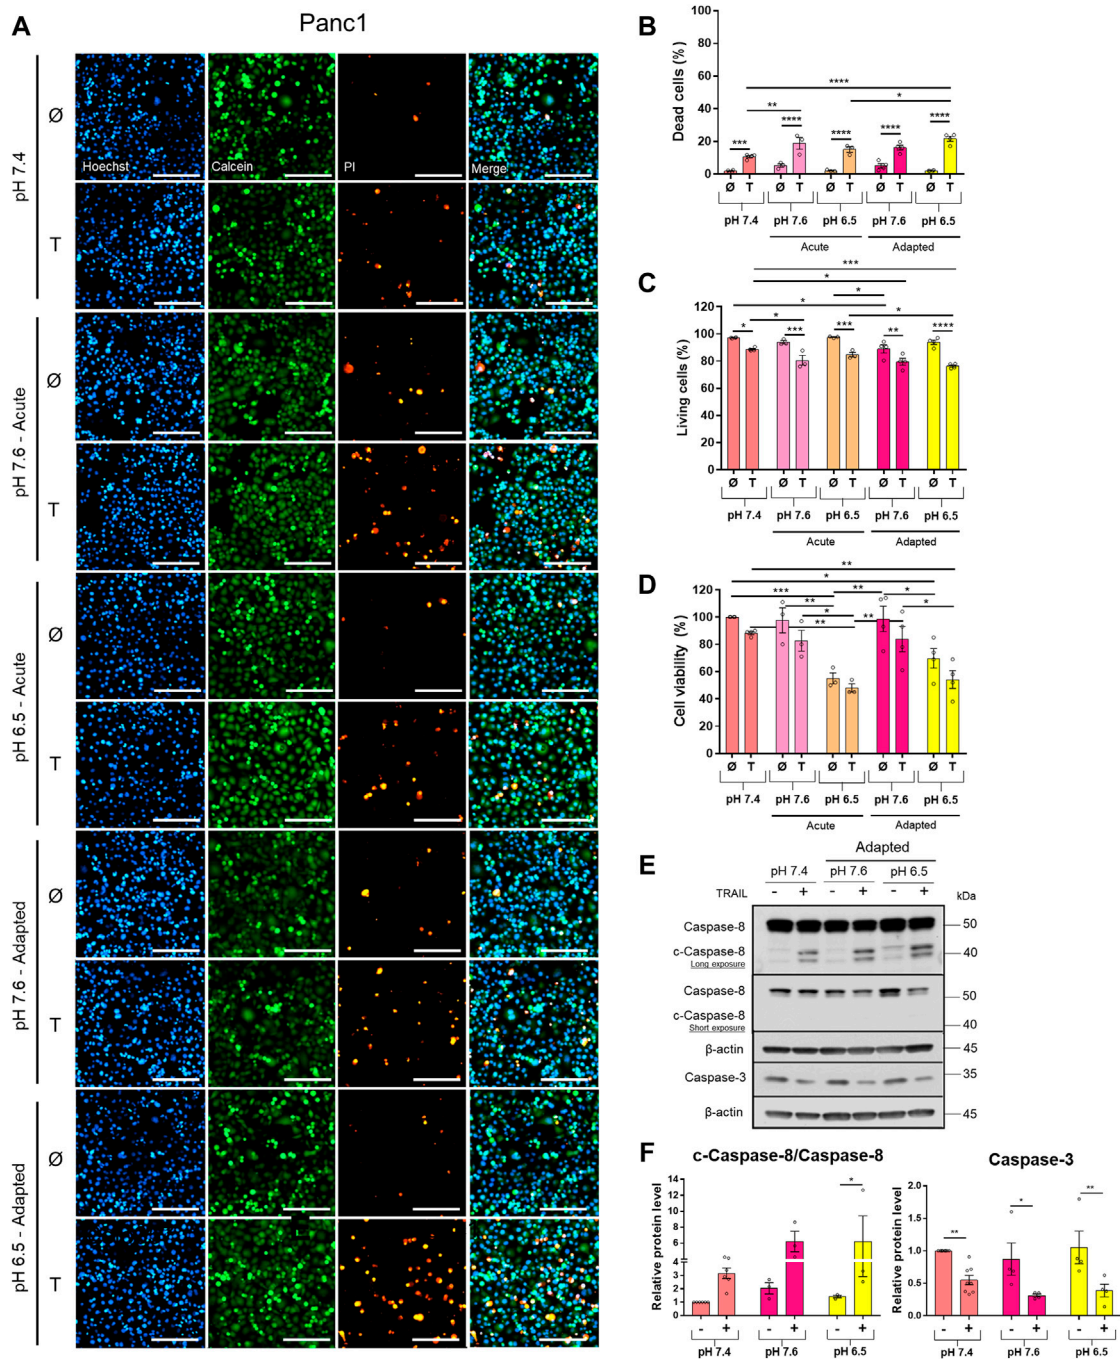 A
Panc1
pH 7.4
Ø
Hoechst
Calcein
PI
Merge
T
pH 7.6 - Acute
Ø
T
pH 6.5 - Acute
Ø
T
pH 7.6 - Adapted
Ø
T
pH 6.5 - Adapted
Ø
T
B
Dead cells (%)
100
80
60
40
20
0
****
** *
*** **** **** **** ****
Ø T Ø T Ø T Ø T Ø T
pH 7.4 pH 7.6 pH 6.5 pH 7.6 pH 6.5
Acute Adapted
C
Living cells (%)
120
100
80
60
40
20
0
***
*
*
*
* *
* *** *** ** ****
Ø T Ø T Ø T Ø T Ø T
pH 7.4 pH 7.6 pH 6.5 pH 7.6 pH 6.5
Acute Adapted
D
Cell viability (%)
120
100
80
60
40
20
0
**
*
*** ** *
** *
* **
**
Ø T Ø T Ø T Ø T Ø T
pH 7.4 pH 7.6 pH 6.5 pH 7.6 pH 6.5
Acute Adapted
E
Adapted
pH 7.4 pH 7.6 pH 6.5
TRAIL - + - + - + kDa
Caspase-8 50
c-Caspase-8 40
Long exposure
Caspase-8 50
c-Caspase-8
Short exposure 40
β-actin 45
Caspase-3 35
β-actin 45
F
c-Caspase-8/Caspase-8
Relative protein level
14
12
10
8
6
4
3
2
1
0
*
- + - + - +
pH 7.4 pH 7.6 pH 6.5
Caspase-3
Relative protein level
2.0
1.5
1.0
0.5
0.0
** * **
- + - + - +
pH 7.4 pH 7.6 pH 6.5